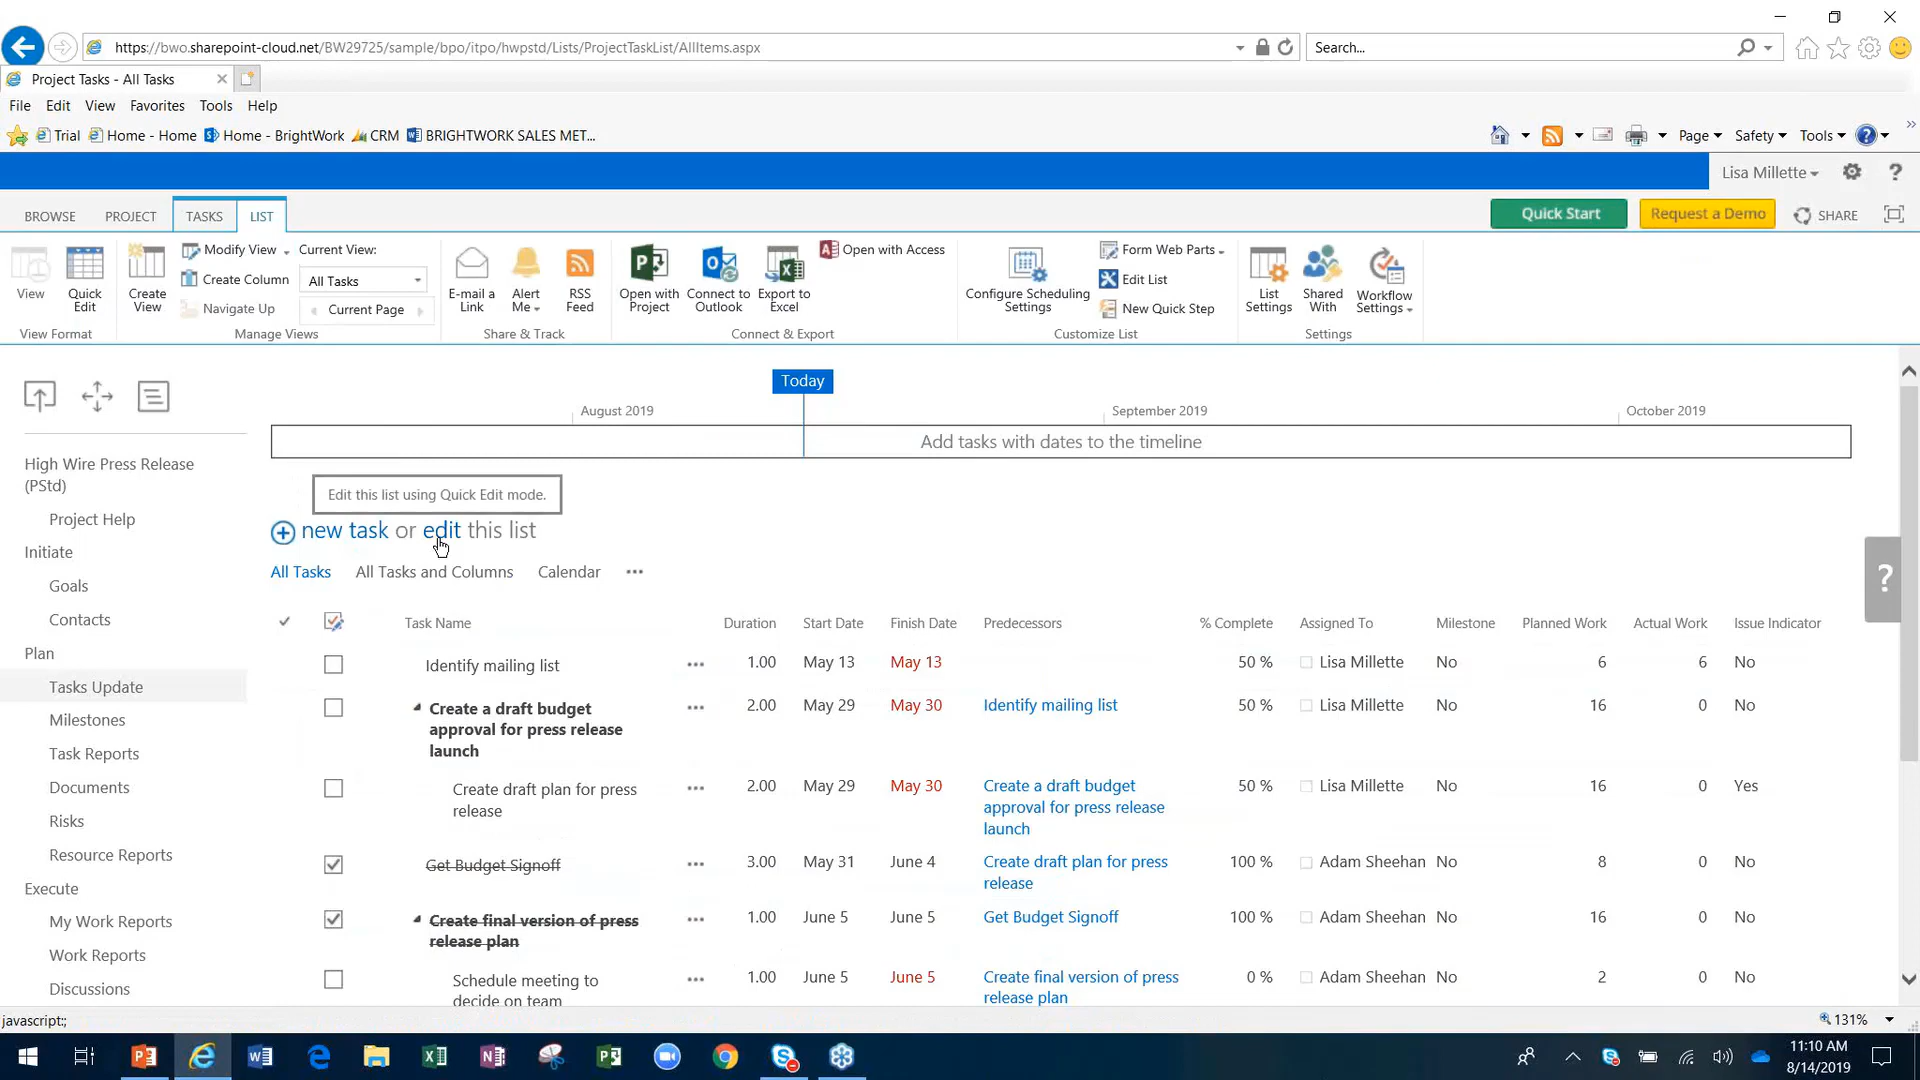 https://bwo.sharepoint-cloud.net/BW29725/sample/bpo/itpo/hwpstd/Lists/ProjectTaskList/AllItems.aspx
Search...
Project Tasks - All Tasks
File Edit View Favorites Tools Help
Trial Home - Home Home - BrightWork CRM BRIGHTWORK SALES MET...
Page Safety Tools
Lisa Millette
BROWSE PROJECT TASKS LIST
Quick Start Request a Demo SHARE
View
Quick Edit
View Format
Create View
Modify View
Create Column
Navigate Up
Current View:
All Tasks
Current Page
Manage Views
E-mail a Link
Alert Me
RSS Feed
Share & Track
Open with Project
Connect to Outlook
Export to Excel
Open with Access
Connect & Export
Configure Scheduling Settings
Form Web Parts
Edit List
New Quick Step
Customize List
List Settings
Shared With
Workflow Settings
Settings
High Wire Press Release (PStd)
Project Help
Initiate
Goals
Contacts
Plan
Tasks Update
Milestones
Task Reports
Documents
Risks
Resource Reports
Execute
My Work Reports
Work Reports
Discussions
Today
August 2019 September 2019 October 2019
Add tasks with dates to the timeline
Edit this list using Quick Edit mode.
new task or edit this list
All Tasks All Tasks and Columns Calendar ...
Task Name Duration Start Date Finish Date Predecessors % Complete Assigned To Milestone Planned Work Actual Work Issue Indicator
Identify mailing list ... 1.00 May 13 May 13 50 % Lisa Millette No 6 6 No
Create a draft budget approval for press release launch ... 2.00 May 29 May 30 Identify mailing list 50 % Lisa Millette No 16 0 No
Create draft plan for press release ... 2.00 May 29 May 30 Create a draft budget approval for press release launch 50 % Lisa Millette No 16 0 Yes
Get Budget Signoff ... 3.00 May 31 June 4 Create draft plan for press release 100 % Adam Sheehan No 8 0 No
Create final version of press release plan ... 1.00 June 5 June 5 Get Budget Signoff 100 % Adam Sheehan No 16 0 No
Schedule meeting to decide on team ... 1.00 June 5 June 5 Create final version of press release plan 0 % Adam Sheehan No 2 0 No
?
javascript:;
131%
11:10 AM
8/14/2019